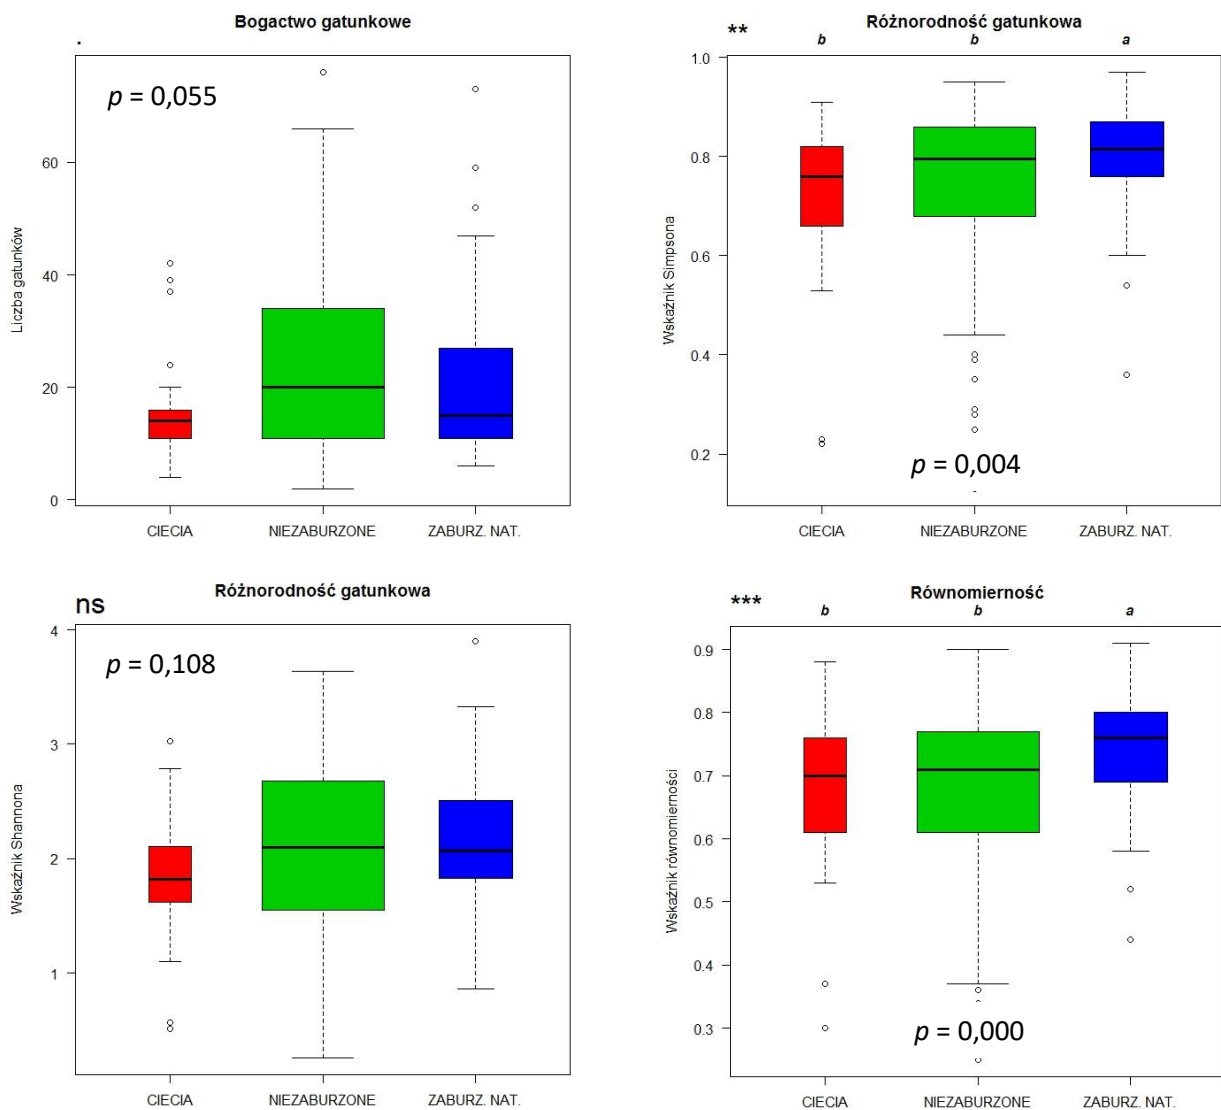 Bogactwo gatunkowe
.
p = 0,055
Liczba gatunków
60
40
20
0
CIECIA NIEZABURZONE ZABURZ. NAT.
Różnorodność gatunkowa
**
b b a
1.0
0.8
0.6
0.4
0.2
Wskaźnik Simpsona
p = 0,004
CIECIA NIEZABURZONE ZABURZ. NAT.
Różnorodność gatunkowa
ns
4
3
2
1
p = 0,108
Wskaźnik Shannona
CIECIA NIEZABURZONE ZABURZ. NAT.
Równomierność
***
b b a
0.9
0.8
0.7
0.6
0.5
0.4
0.3
Wskaźnik równomierności
p = 0,000
CIECIA NIEZABURZONE ZABURZ. NAT.